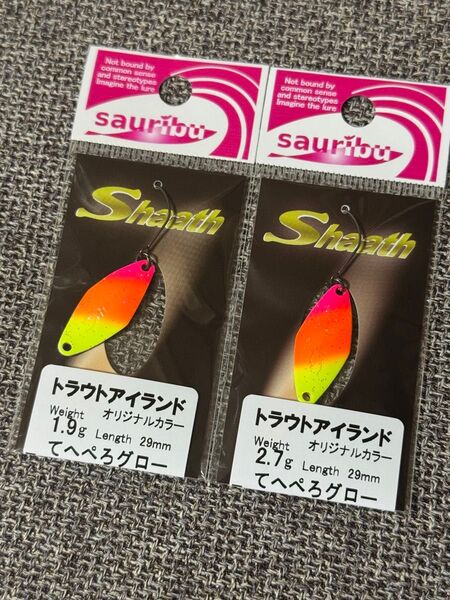 Not bound by
common sense
and stereotypes
Imagine the lure
sauribu
Shaath
トラウトアイランド
オリジナルカラー
Weight
1.9g Length 29mm
てへぺろグロー
Not bound by
common sense
and stereotypes
Imagine the lure
sauribu
Shaath
トラウトアイランド
オリジナルカラー
Weight
2.7g Length 29mm
てへぺろグロー